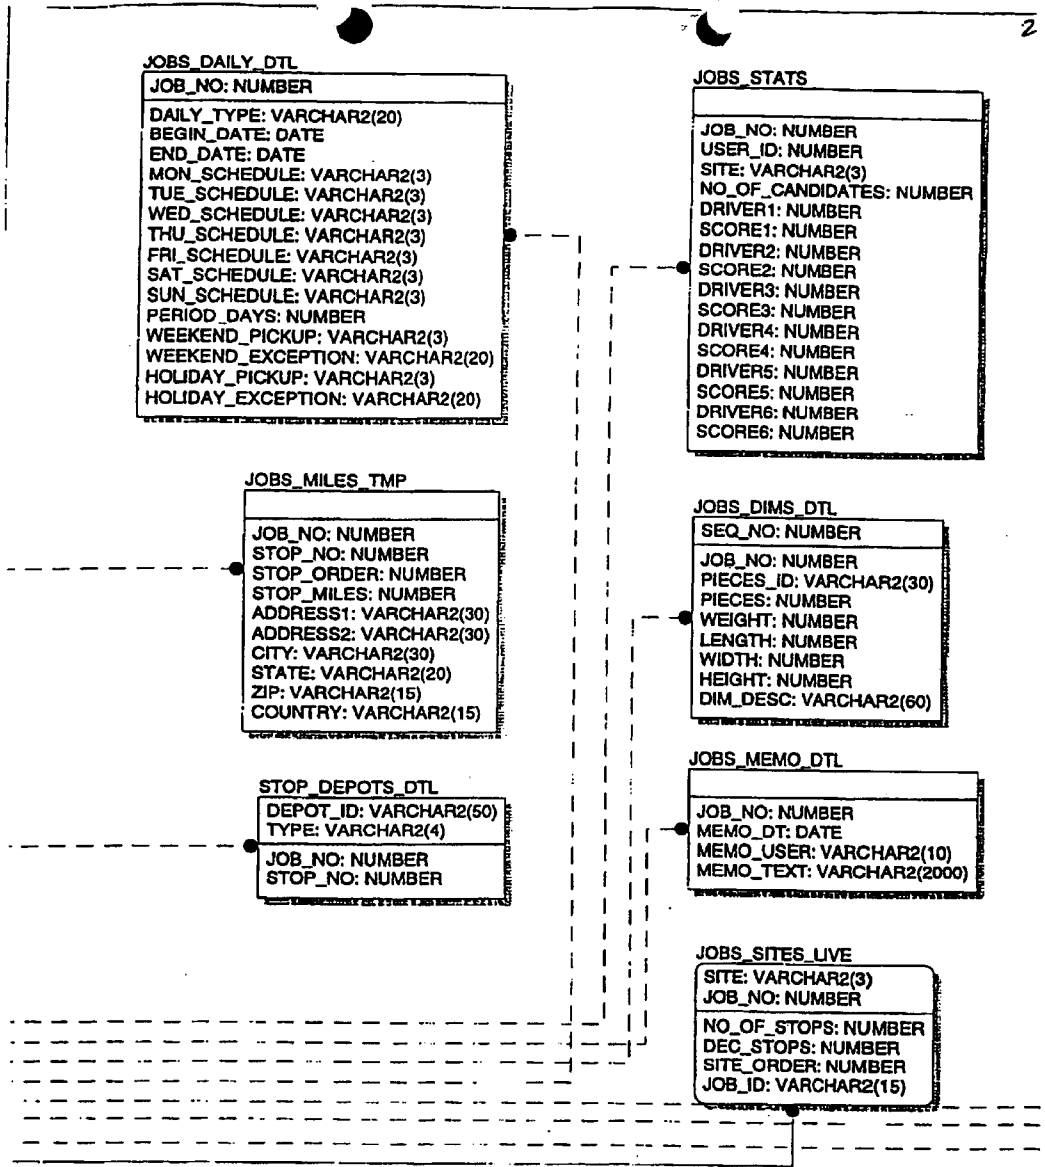 2
JOBS_DAILY_DTL
JOB_NO: NUMBER
DAILY_TYPE: VARCHAR2(20)
BEGIN_DATE: DATE
END_DATE: DATE
MON_SCHEDULE: VARCHAR2(3)
TUE_SCHEDULE: VARCHAR2(3)
WED_SCHEDULE: VARCHAR2(3)
THU_SCHEDULE: VARCHAR2(3)
FRI_SCHEDULE: VARCHAR2(3)
SAT_SCHEDULE: VARCHAR2(3)
SUN_SCHEDULE: VARCHAR2(3)
PERIOD_DAYS: NUMBER
WEEKEND_PICKUP: VARCHAR2(3)
WEEKEND_EXCEPTION: VARCHAR2(20)
HOLIDAY_PICKUP: VARCHAR2(3)
HOLIDAY_EXCEPTION: VARCHAR2(20)
JOBS_STATS
JOB_NO: NUMBER
USER_ID: NUMBER
SITE: VARCHAR2(3)
NO_OF_CANDIDATES: NUMBER
DRIVER1: NUMBER
SCORE1: NUMBER
DRIVER2: NUMBER
SCORE2: NUMBER
DRIVER3: NUMBER
SCORE3: NUMBER
DRIVER4: NUMBER
SCORE4: NUMBER
DRIVER5: NUMBER
SCORE5: NUMBER
DRIVER6: NUMBER
SCORE6: NUMBER
JOBS_MILES_TMP
JOB_NO: NUMBER
STOP_NO: NUMBER
STOP_ORDER: NUMBER
STOP_MILES: NUMBER
ADDRESS1: VARCHAR2(30)
ADDRESS2: VARCHAR2(30)
CITY: VARCHAR2(30)
STATE: VARCHAR2(20)
ZIP: VARCHAR2(15)
COUNTRY: VARCHAR2(15)
JOBS_DIMS_DTL
SEQ_NO: NUMBER
JOB_NO: NUMBER
PIECES_ID: VARCHAR2(30)
PIECES: NUMBER
WEIGHT: NUMBER
LENGTH: NUMBER
WIDTH: NUMBER
HEIGHT: NUMBER
DIM_DESC: VARCHAR2(60)
STOP_DEPOTS_DTL
DEPOT_ID: VARCHAR2(50)
TYPE: VARCHAR2(4)
JOB_NO: NUMBER
STOP_NO: NUMBER
JOBS_MEMO_DTL
JOB_NO: NUMBER
MEMO_DT: DATE
MEMO_USER: VARCHAR2(10)
MEMO_TEXT: VARCHAR2(2000)
JOBS_SITES_LIVE
SITE: VARCHAR2(3)
JOB_NO: NUMBER
NO_OF_STOPS: NUMBER
DEC_STOPS: NUMBER
SITE_ORDER: NUMBER
JOB_ID: VARCHAR2(15)